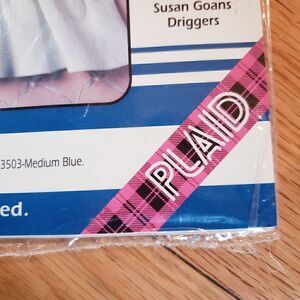 Susan Goans
Driggers
3503-Medium Blue.
PLAID
ed.